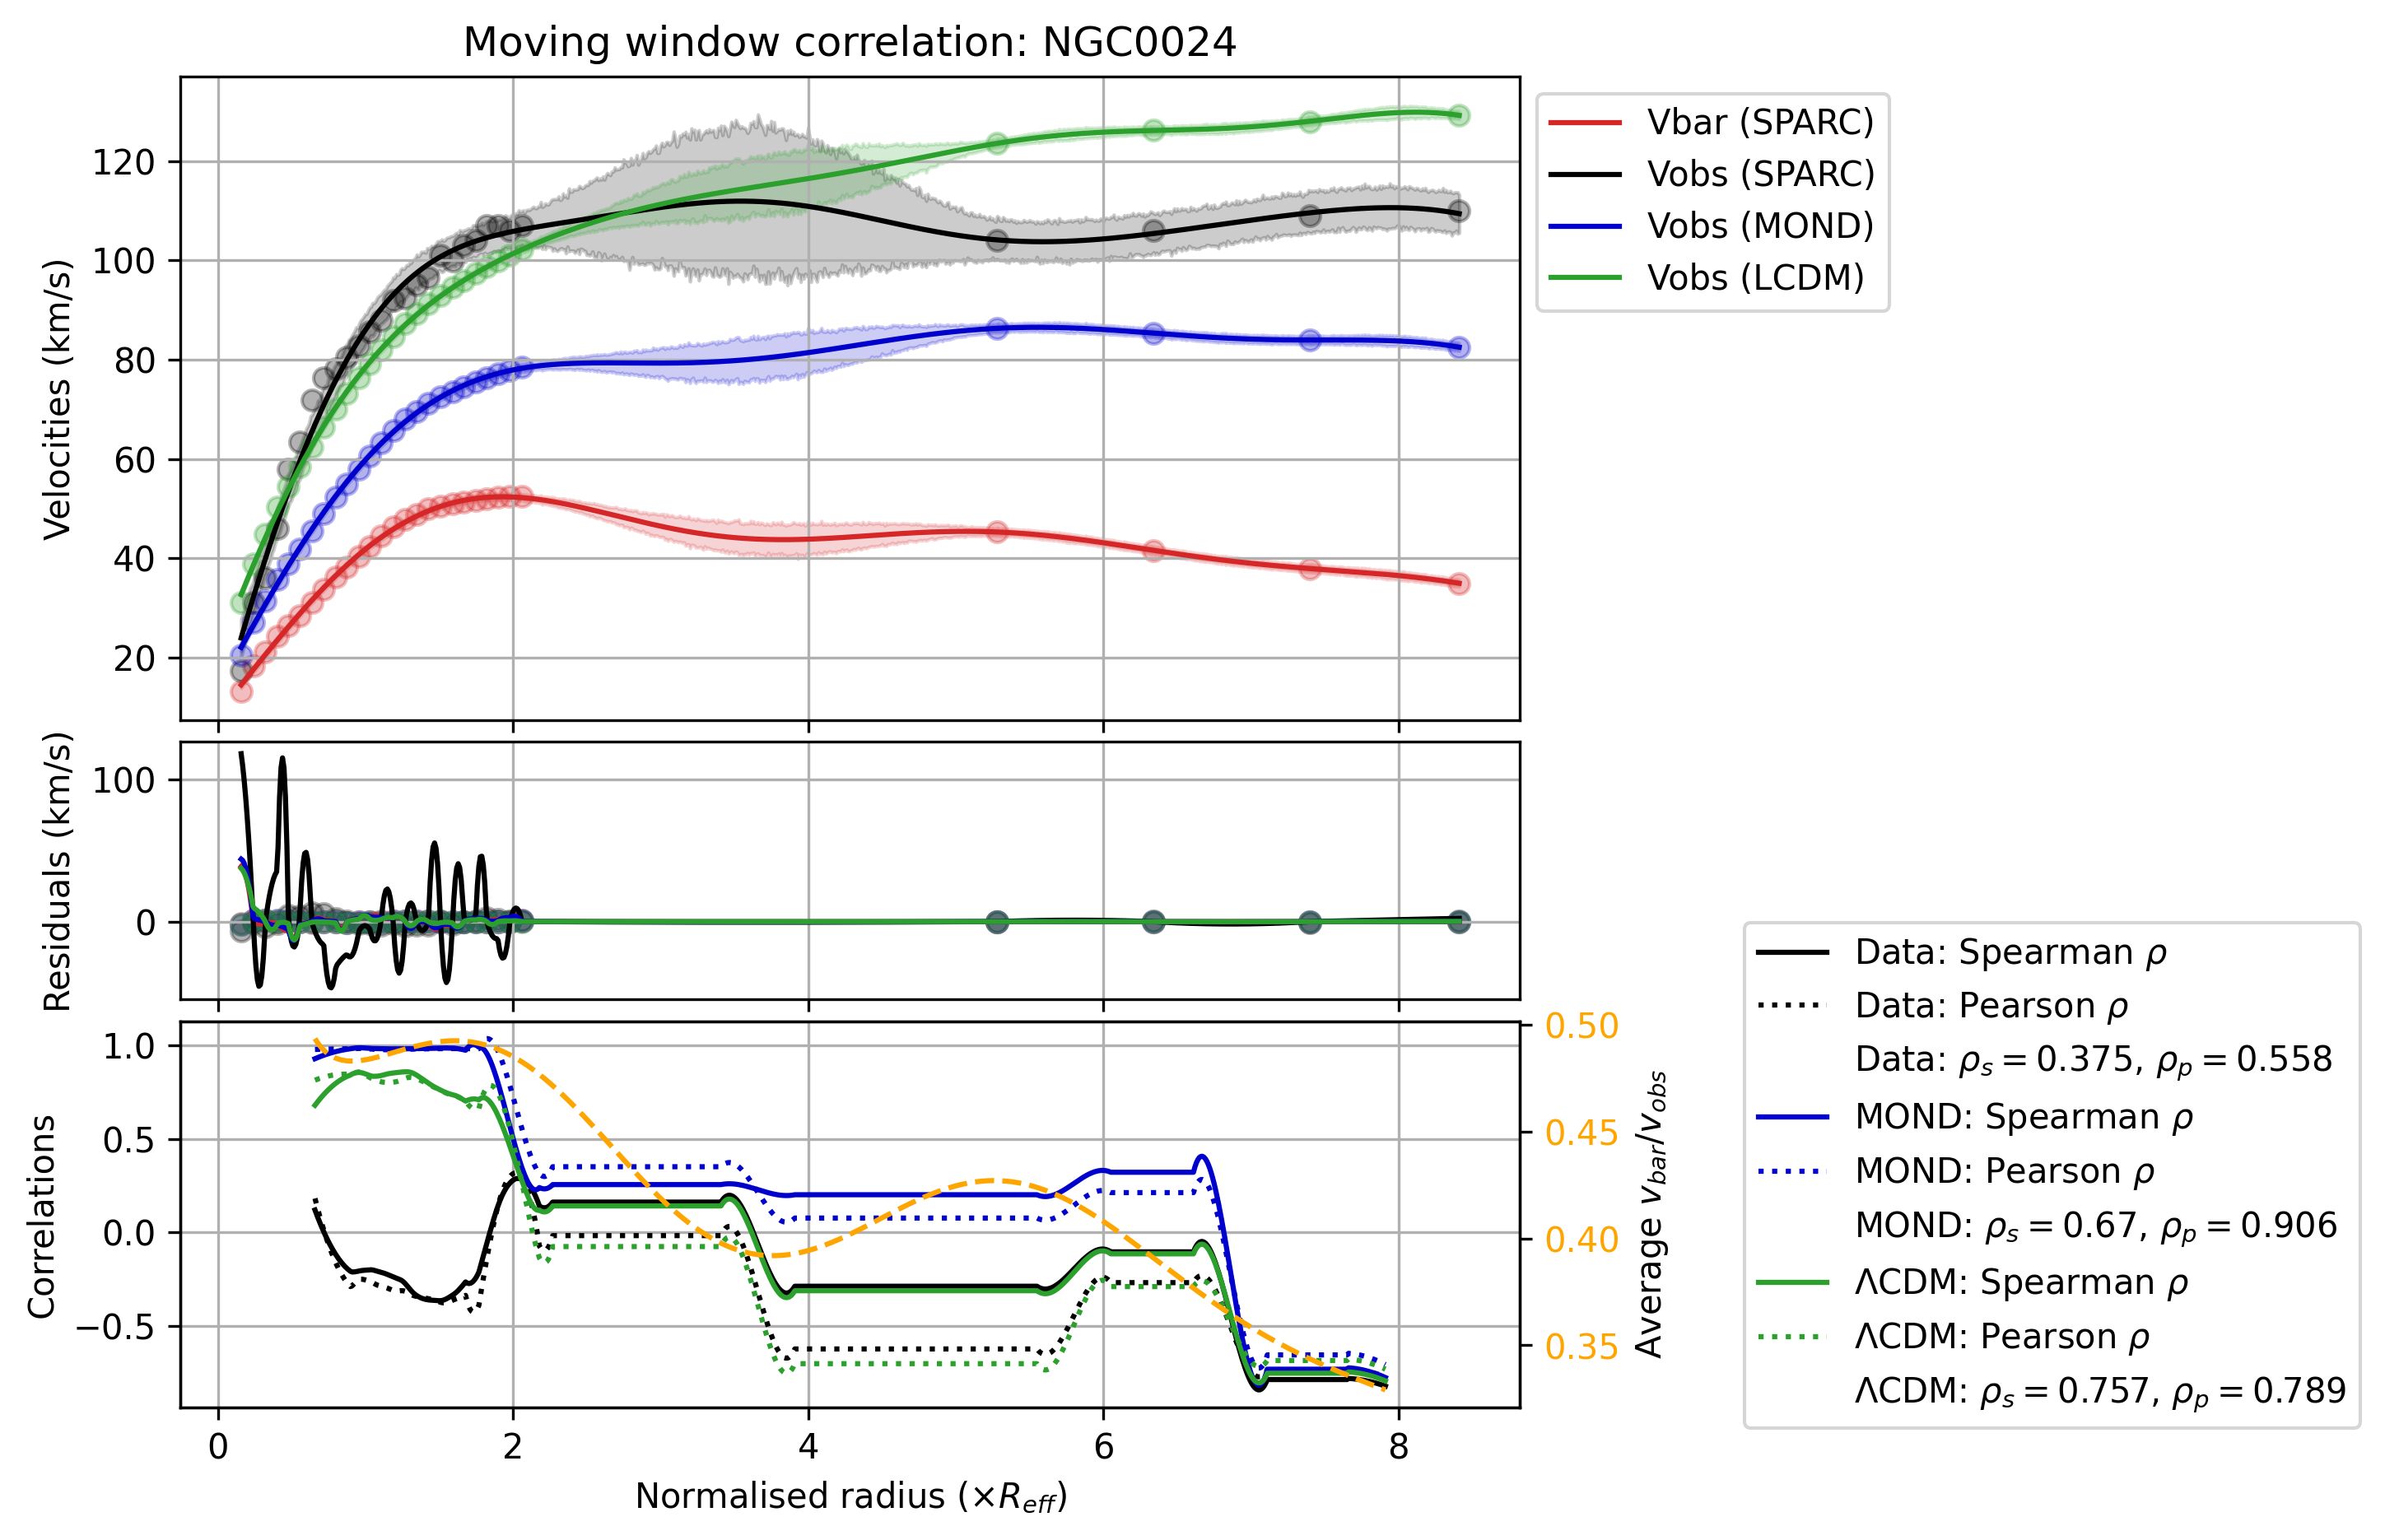 Moving window correlation: NGC0024
Velocities (km/s)
120
100
80
60
40
20
Vbar (SPARC)
Vobs (SPARC)
Vobs (MOND)
Vobs (LCDM)
Residuals (km/s)
100
0
Correlations
1.0
0.5
0.0
−0.5
0.50
0.45
0.40
0.35
Average v_bar/v_obs
0 2 4 6 8
Normalised radius (×R_eff)
Data: Spearman ρ
Data: Pearson ρ
Data: ρ_s = 0.375, ρ_p = 0.558
MOND: Spearman ρ
MOND: Pearson ρ
MOND: ρ_s = 0.67, ρ_p = 0.906
ΛCDM: Spearman ρ
ΛCDM: Pearson ρ
ΛCDM: ρ_s = 0.757, ρ_p = 0.789